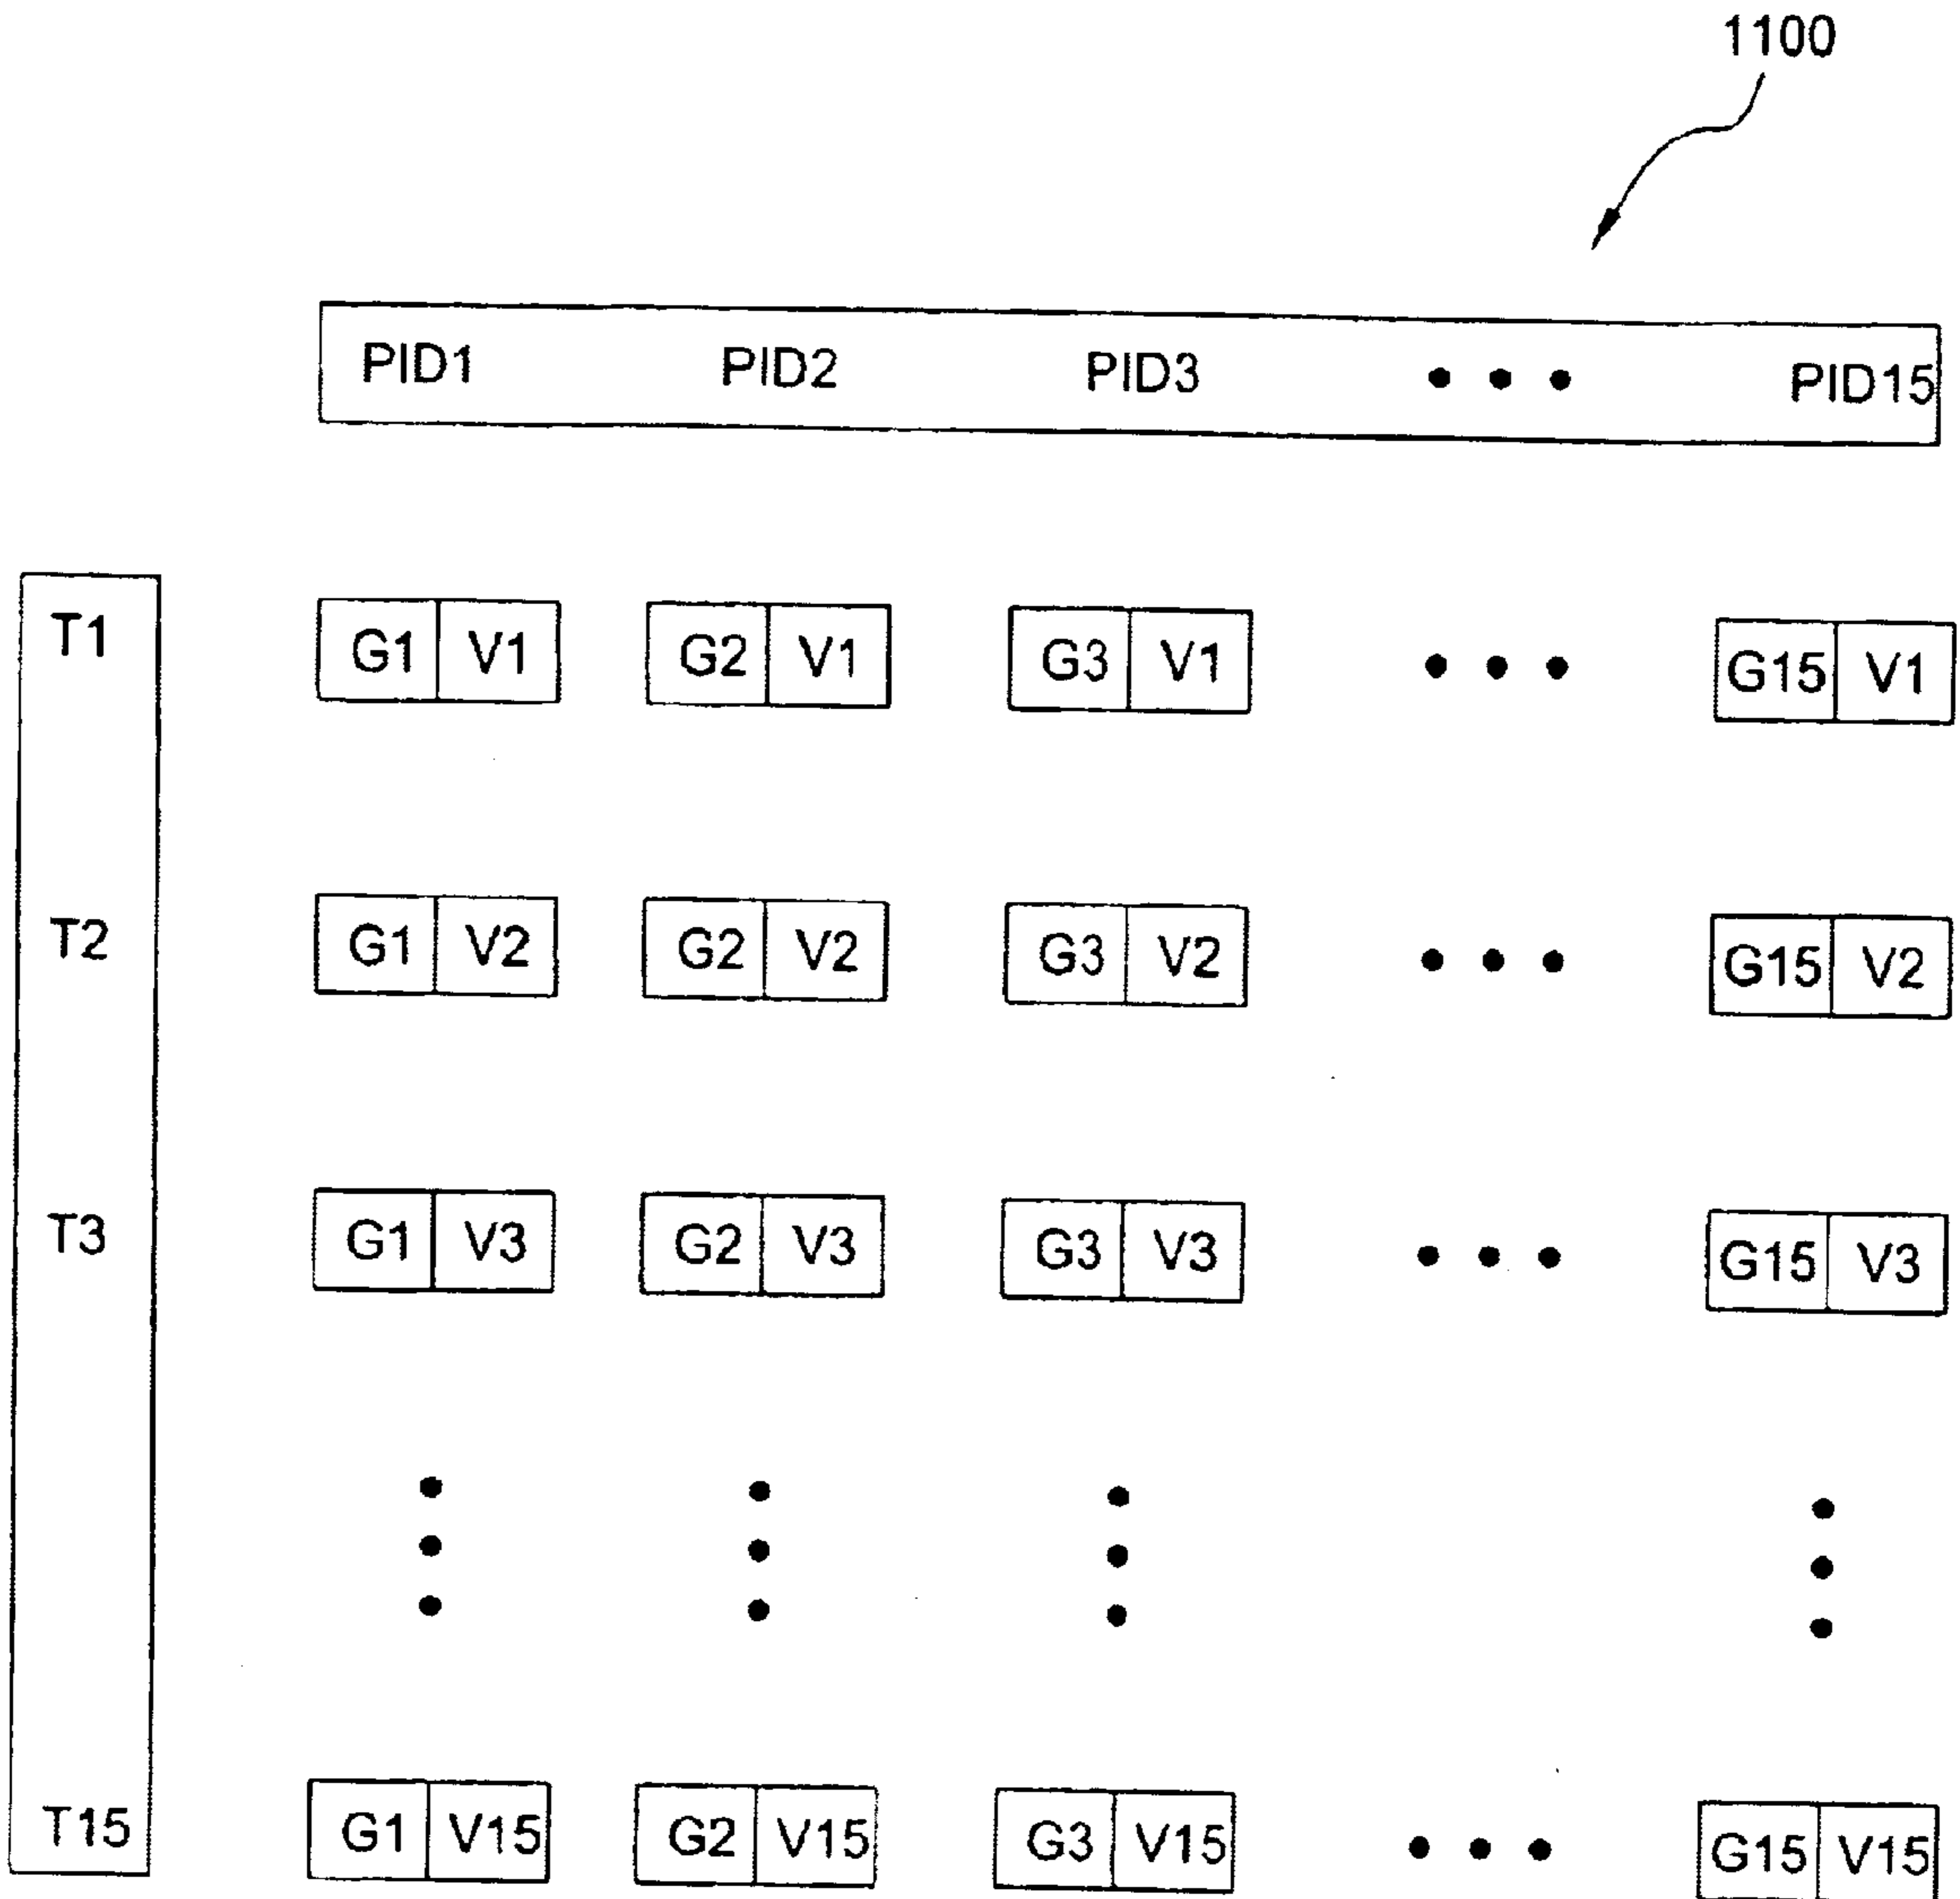 1100
PID1 PID2 PID3 • • • PID15
T1 G1 V1 G2 V1 G3 V1 • • • G15 V1
T2 G1 V2 G2 V2 G3 V2 • • • G15 V2
T3 G1 V3 G2 V3 G3 V3 • • • G15 V3
T15 G1 V15 G2 V15 G3 V15 • • • G15 V15